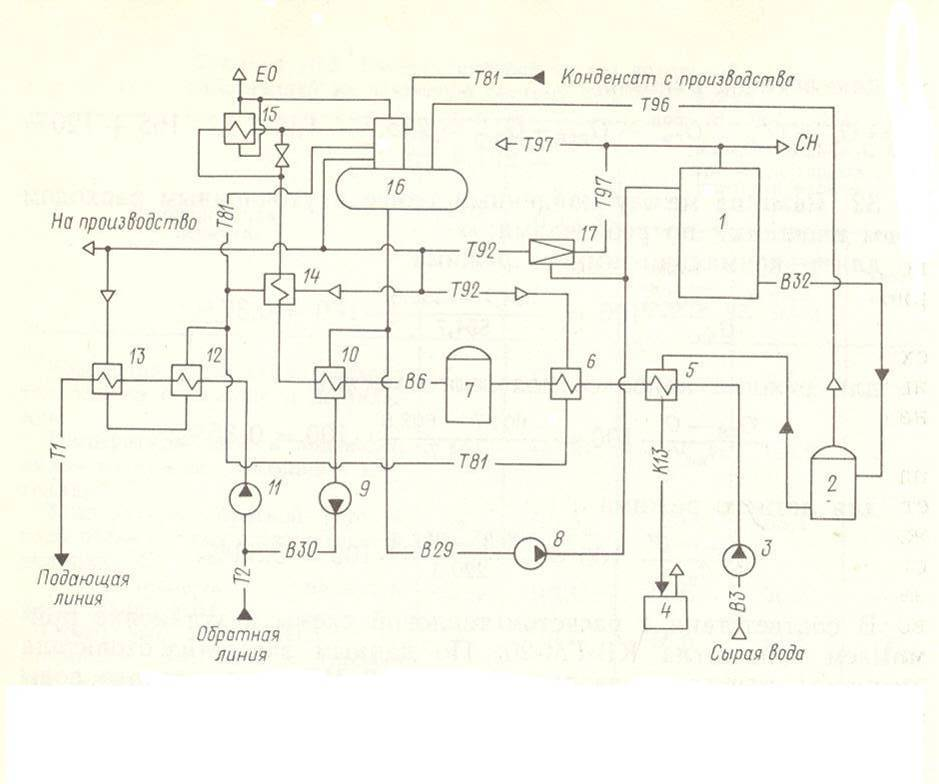 Т81 Конденсат с производства
ЕО
Т96
15
Т97
СН
16
Т97
17
1
На производство
Т81
Т92
14
Т92
В32
13
12
10
В6
7
6
5
2
Т1
Т81
К13
11
9
8
3
В30
В29
Т2
4
В3
Подающая
линия
Обратная
линия
Сырая вода